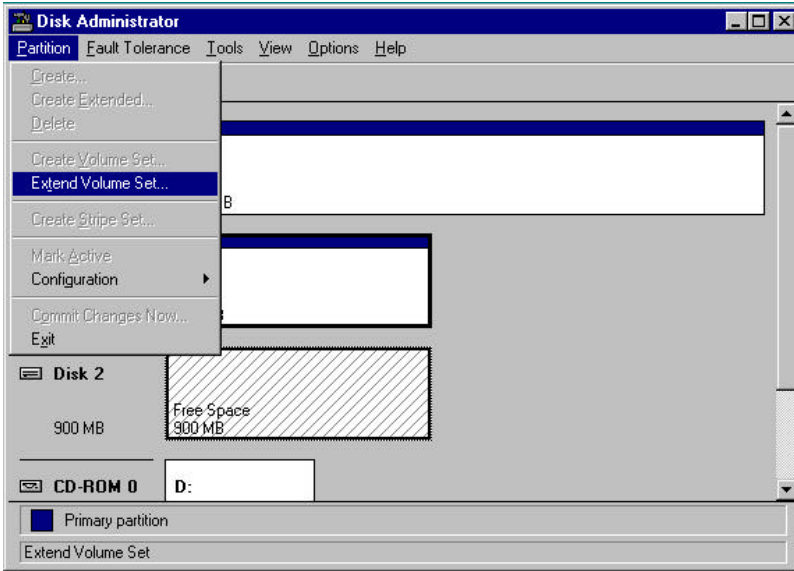 Disk Administrator
Partition Fault Tolerance Tools View Options Help
Create...
Create Extended...
Delete
Create Volume Set...
Extend Volume Set...
Create Stripe Set...
Mark Active
Configuration
Commit Changes Now...
Exit
B
Disk 2
900 MB
Free Space
900 MB
CD-ROM 0
D:
Primary partition
Extend Volume Set